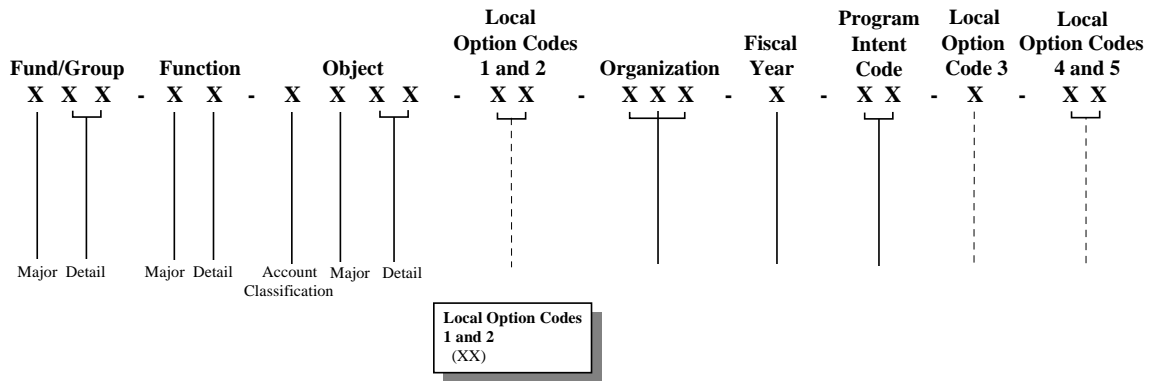 Local Option Codes 1 and 2
Program Intent Code
Local Option Code 3
Local Option Codes 4 and 5
Fiscal Year
Fund/Group Function Object Organization
X X X - X X - X X X X - X X - X X X - X - X X - X - X X
Major Detail Major Detail Account Classification Major Detail
Local Option Codes
1 and 2
(XX)